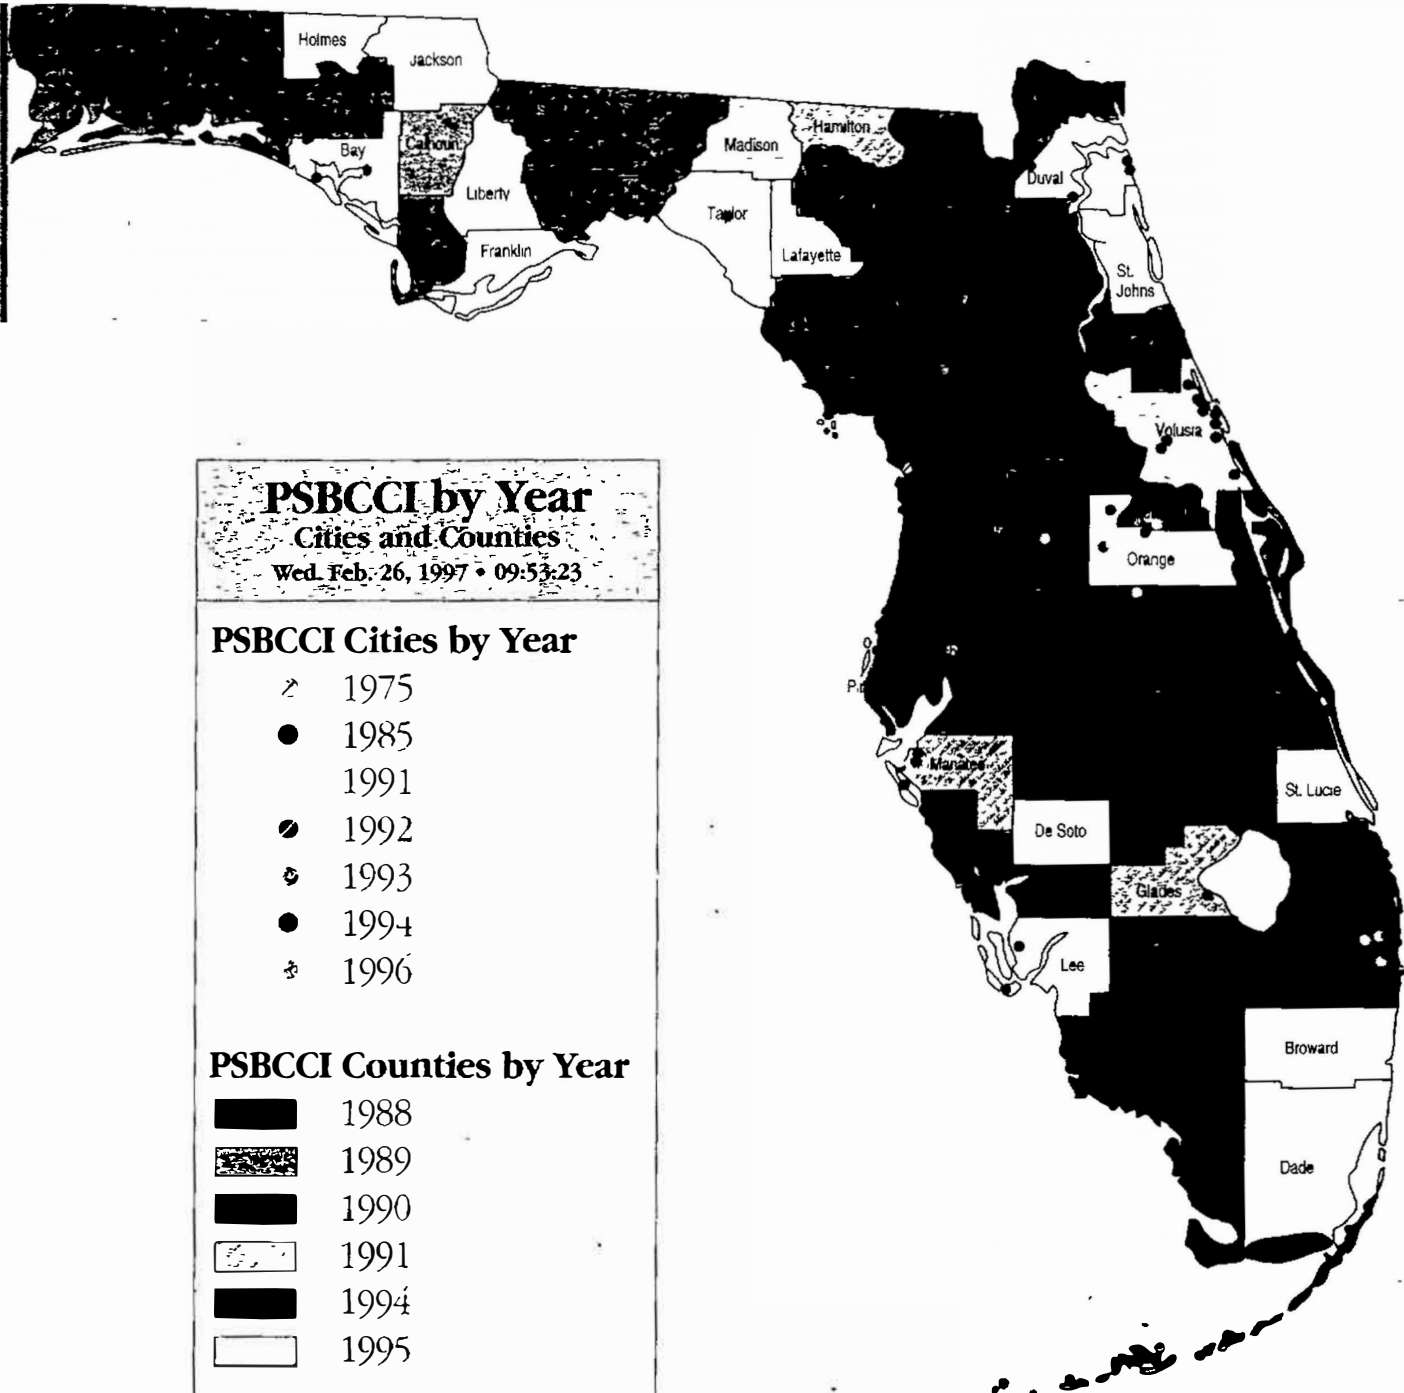 Holmes
Jackson
Hamilton
Calhoun
Madison
Bay
Duval
Liberty
Taylor
Franklin
Lafayette
St.
Johns
Volusia
PSBCCI by Year
Cities and Counties
Wed. Feb. 26, 1997 • 09:53:23
Orange
PSBCCI Cities by Year
1975
1985
1991
1992
1993
1994
1996
Manatee
St. Lucie
De Soto
Glades
Lee
Broward
Dade
PSBCCI Counties by Year
1988
1989
1990
1991
1994
1995